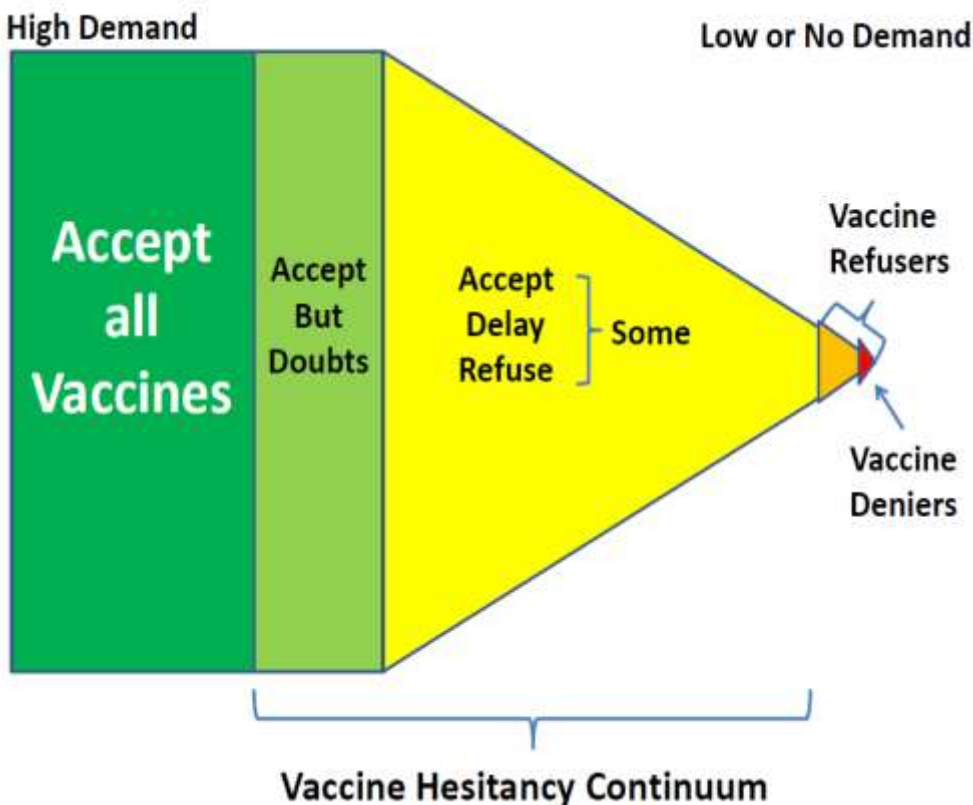 High Demand
Low or No Demand
Accept
all
Vaccines
Accept
But
Doubts
Accept
Delay
Refuse
Some
Vaccine
Refusers
Vaccine
Deniers
Vaccine Hesitancy Continuum